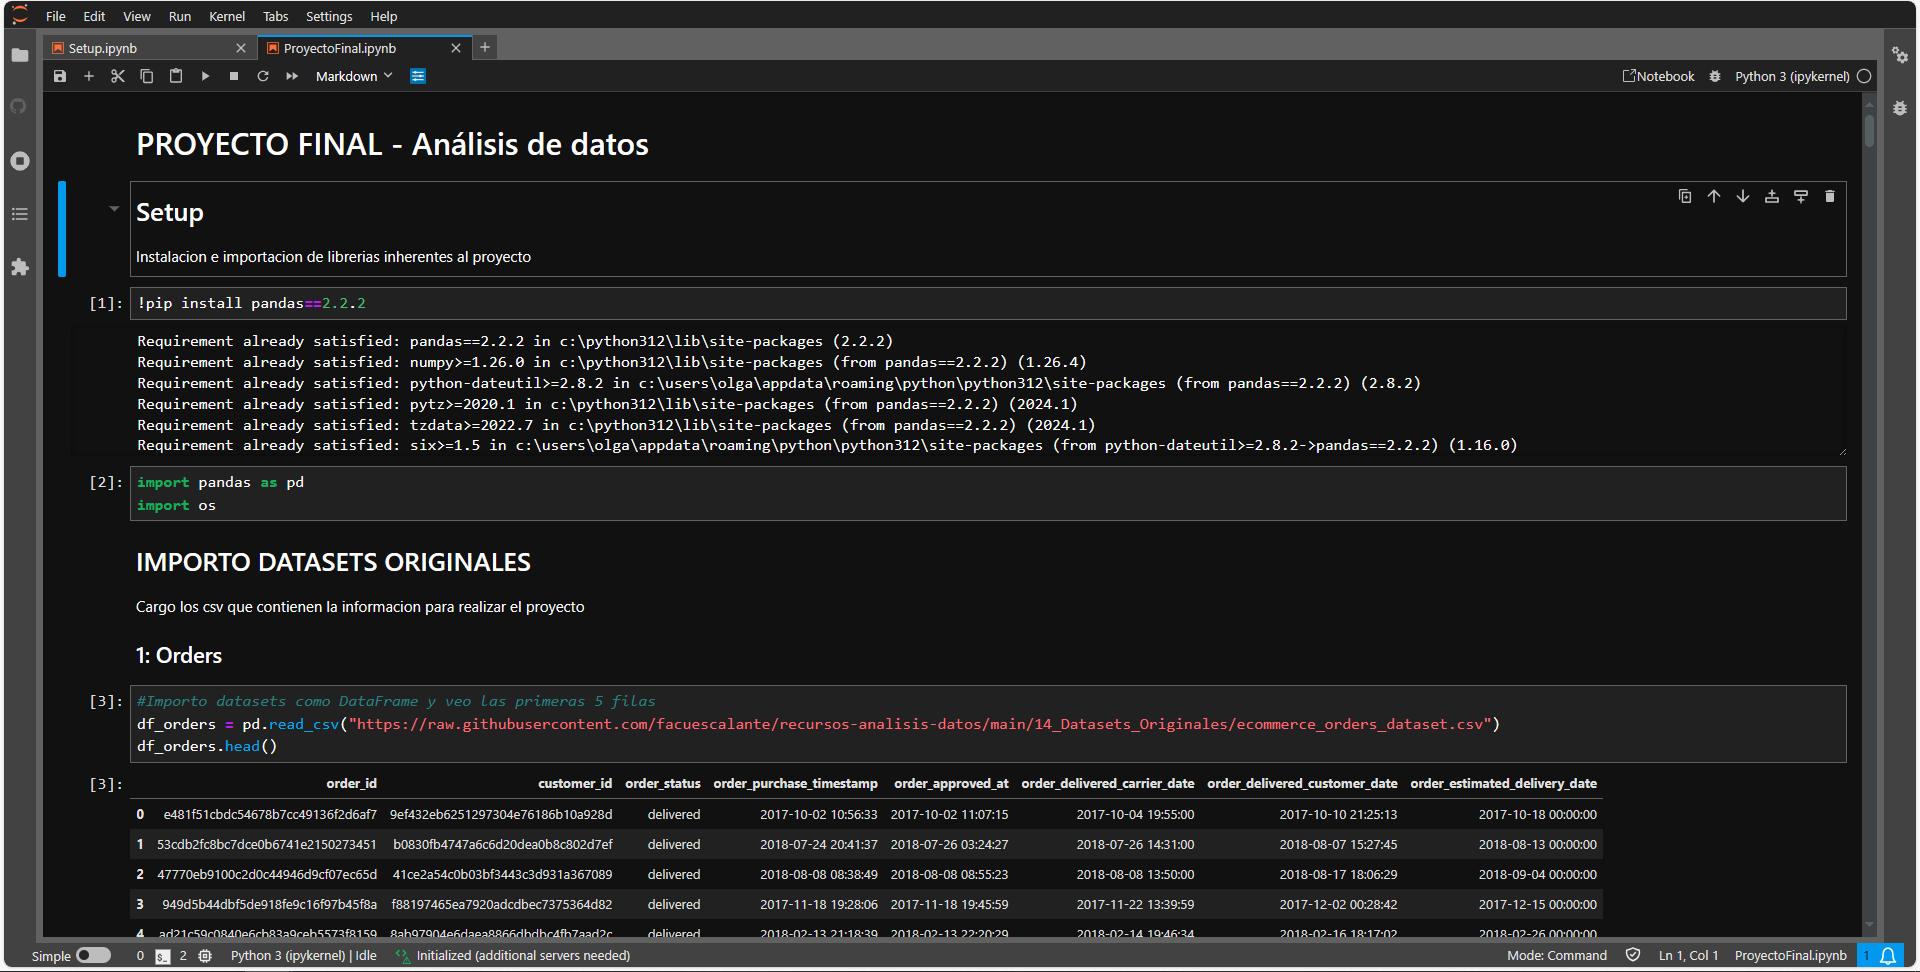 File Edit View Run Kernel Tabs Settings Help
Setup.ipynb ProyectoFinal.ipynb
Markdown Notebook Python 3 (ipykernel)
PROYECTO FINAL - Análisis de datos
Setup
Instalacion e importacion de librerias inherentes al proyecto
[1]: !pip install pandas==2.2.2
Requirement already satisfied: pandas==2.2.2 in c:\python312\lib\site-packages (2.2.2)
Requirement already satisfied: numpy>=1.26.0 in c:\python312\lib\site-packages (from pandas==2.2.2) (1.26.4)
Requirement already satisfied: python-dateutil>=2.8.2 in c:\users\olga\appdata\roaming\python\python312\site-packages (from pandas==2.2.2) (2.8.2)
Requirement already satisfied: pytz>=2020.1 in c:\python312\lib\site-packages (from pandas==2.2.2) (2024.1)
Requirement already satisfied: tzdata>=2022.7 in c:\python312\lib\site-packages (from pandas==2.2.2) (2024.1)
Requirement already satisfied: six>=1.5 in c:\users\olga\appdata\roaming\python\python312\site-packages (from python-dateutil>=2.8.2->pandas==2.2.2) (1.16.0)
[2]: import pandas as pd
import os
IMPORTO DATASETS ORIGINALES
Cargo los csv que contienen la informacion para realizar el proyecto
1: Orders
[3]: #Importo datasets como DataFrame y veo las primeras 5 filas
df_orders = pd.read_csv("https://raw.githubusercontent.com/facuescalante/recursos-analisis-datos/main/14_Datasets_Originales/ecommerce_orders_dataset.csv")
df_orders.head()
[3]: order_id customer_id order_status order_purchase_timestamp order_approved_at order_delivered_carrier_date order_delivered_customer_date order_estimated_delivery_date
0 e481f51cbdc54678b7cc49136f2d6af7 9ef432eb6251297304e76186b10a928d delivered 2017-10-02 10:56:33 2017-10-02 11:07:15 2017-10-04 19:55:00 2017-10-10 21:25:13 2017-10-18 00:00:00
1 53cdb2fc8bc7dce0b6741e2150273451 b0830fb4747a6c6d20dea0b8c802d7ef delivered 2018-07-24 20:41:37 2018-07-26 03:24:27 2018-07-26 14:31:00 2018-08-07 15:27:45 2018-08-13 00:00:00
2 47770eb9100c2d0c44946d9cf07ec65d 41ce2a54c0b03bf3443c3d931a367089 delivered 2018-08-08 08:38:49 2018-08-08 08:55:23 2018-08-08 13:50:00 2018-08-17 18:06:29 2018-09-04 00:00:00
3 949d5b44dbf5de918fe9c16f97b45f8a f88197465ea7920adcdbec7375364d82 delivered 2017-11-18 19:28:06 2017-11-18 19:45:59 2017-11-22 13:39:59 2017-12-02 00:28:42 2017-12-15 00:00:00
4 ad21c59c0840e6cb83a9ceb5573f8159 8ab97904e6daea8866dbdbc4fb7aad2c delivered 2018-02-13 21:18:39 2018-02-13 22:20:29 2018-02-14 19:46:34 2018-02-16 18:17:02 2018-02-26 00:00:00
Simple 0 2 Python 3 (ipykernel) | Idle Initialized (additional servers needed) Mode: Command Ln 1, Col 1 ProyectoFinal.ipynb 1